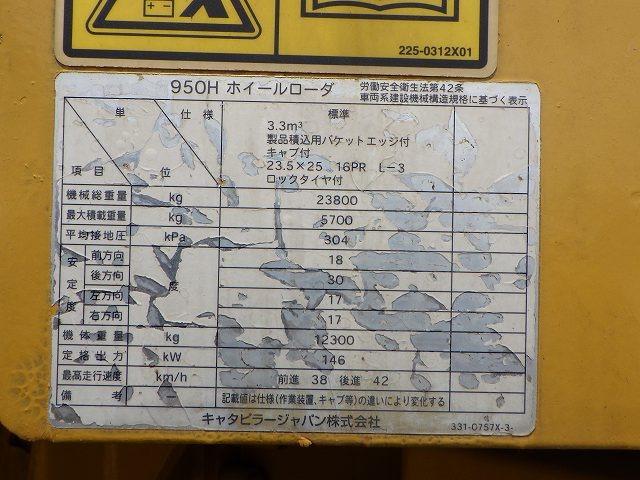 225-0312X01
950H ホイールローダ
労働安全衛生法第42条
車両系建設機械構造規格に基づく表示
項目 単位 仕様 標準
3.3m³
製品積込用バケットエッジ付
キャブ付
23.5×25 16PR L-3
ロックタイヤ付
機械総重量 kg 23800
最大積載重量 kg 5700
平均接地圧 kPa 304
安定度 前方向 度 18
後方向 30
左方向 17
右方向 17
機体重量 kg 12300
定格出力 kW 146
最高走行速度 km/h 前進 38 後進 42
備考 — 記載値は仕様(作業装置、キャブ等)の違いにより変化する
キャタピラージャパン株式会社
331-0757X-3-